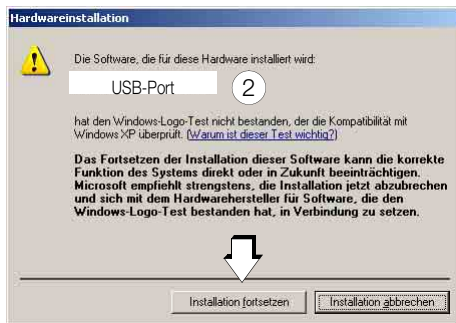 Hardwareinstallation
Die Software, die für diese Hardware installiert wird:
USB-Port
2
hat den Windows-Logo-Test nicht bestanden, der die Kompatibilität mit
Windows XP überprüft. (Warum ist dieser Test wichtig?)
Das Fortsetzen der Installation dieser Software kann die korrekte
Funktion des Systems direkt oder in Zukunft beeinträchtigen.
Microsoft empfiehlt strengstens, die Installation jetzt abzubrechen
und sich mit dem Hardwarehersteller für Software, die den
Windows-Logo-Test bestanden hat, in Verbindung zu setzen.
Installation fortsetzen
Installation abbrechen